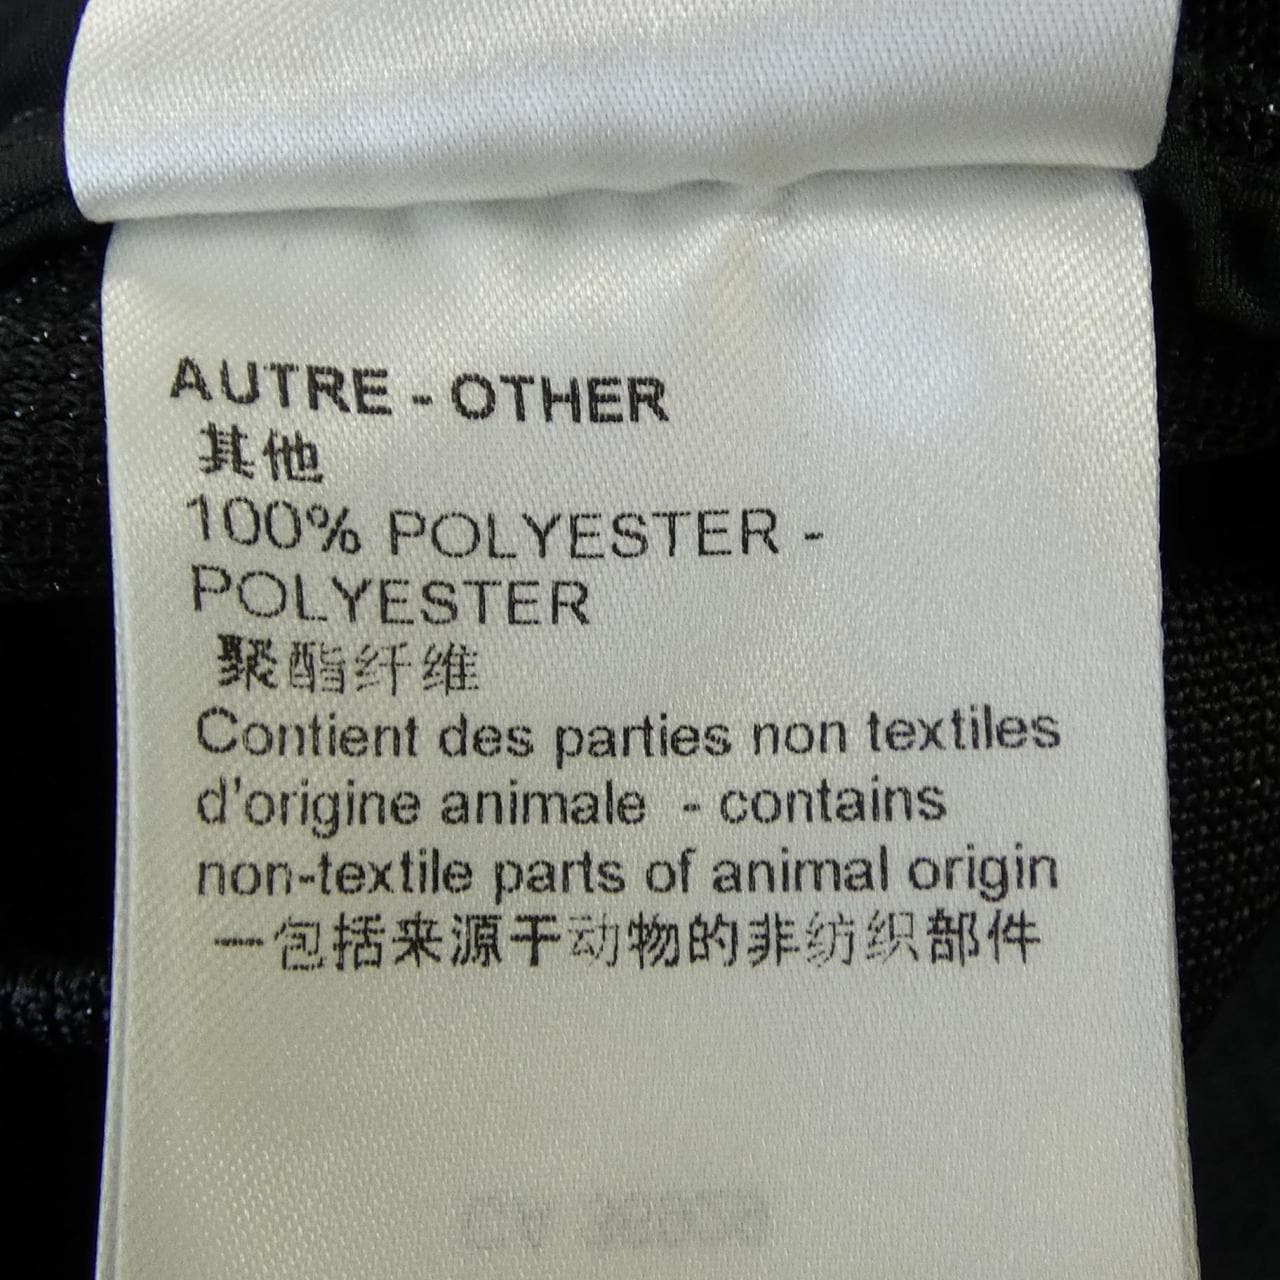 AUTRE - OTHER
其他
100% POLYESTER -
POLYESTER
聚酯纤维
Contient des parties non textiles
d'origine animale - contains
non-textile parts of animal origin
一包括来源于动物的非纺织部件